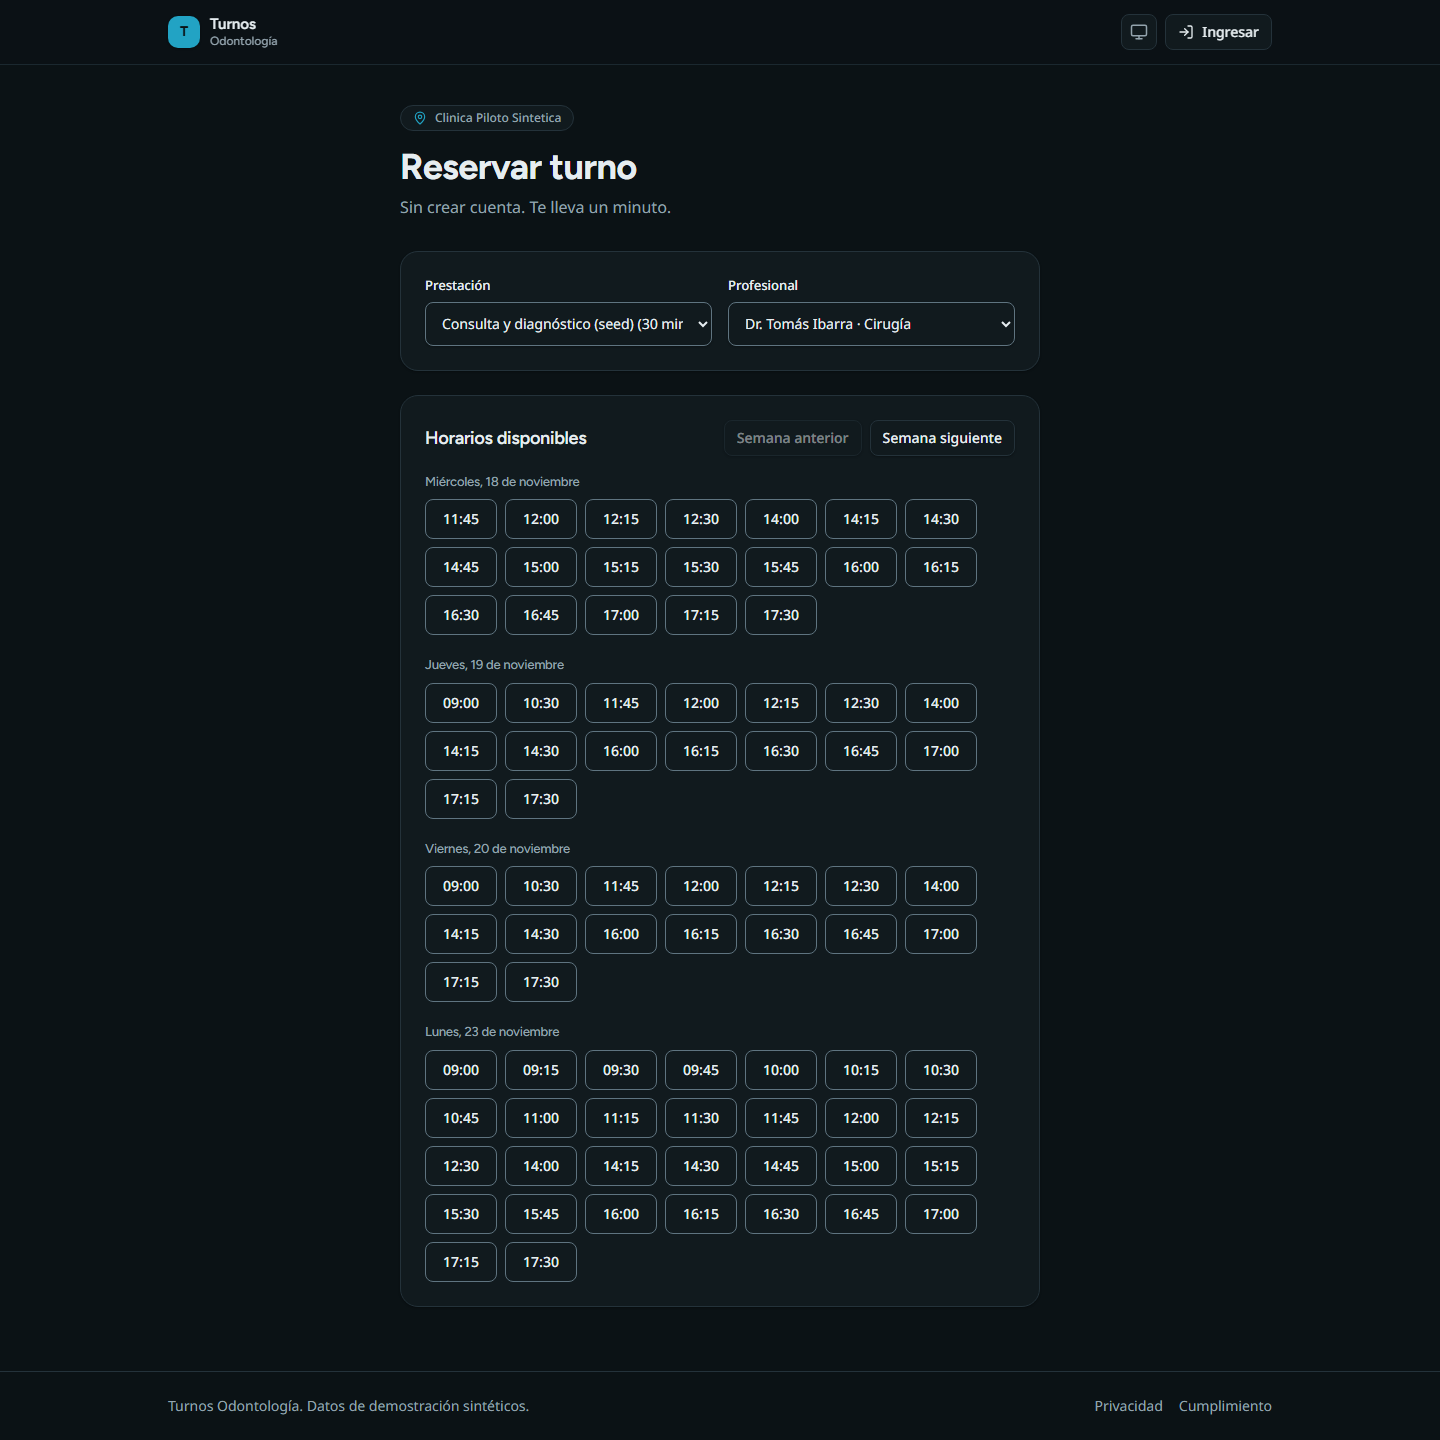 T
Turnos
Odontología
Ingresar
Clinica Piloto Sintetica
Reservar turno
Sin crear cuenta. Te lleva un minuto.
Prestación
Profesional
Consulta y diagnóstico (seed) (30 mir
Dr. Tomás Ibarra · Cirugía
Horarios disponibles
Semana anterior
Semana siguiente
Miércoles, 18 de noviembre
11:45 12:00 12:15 12:30 14:00 14:15 14:30
14:45 15:00 15:15 15:30 15:45 16:00 16:15
16:30 16:45 17:00 17:15 17:30
Jueves, 19 de noviembre
09:00 10:30 11:45 12:00 12:15 12:30 14:00
14:15 14:30 16:00 16:15 16:30 16:45 17:00
17:15 17:30
Viernes, 20 de noviembre
09:00 10:30 11:45 12:00 12:15 12:30 14:00
14:15 14:30 16:00 16:15 16:30 16:45 17:00
17:15 17:30
Lunes, 23 de noviembre
09:00 09:15 09:30 09:45 10:00 10:15 10:30
10:45 11:00 11:15 11:30 11:45 12:00 12:15
12:30 14:00 14:15 14:30 14:45 15:00 15:15
15:30 15:45 16:00 16:15 16:30 16:45 17:00
17:15 17:30
Turnos Odontología. Datos de demostración sintéticos.
Privacidad
Cumplimiento